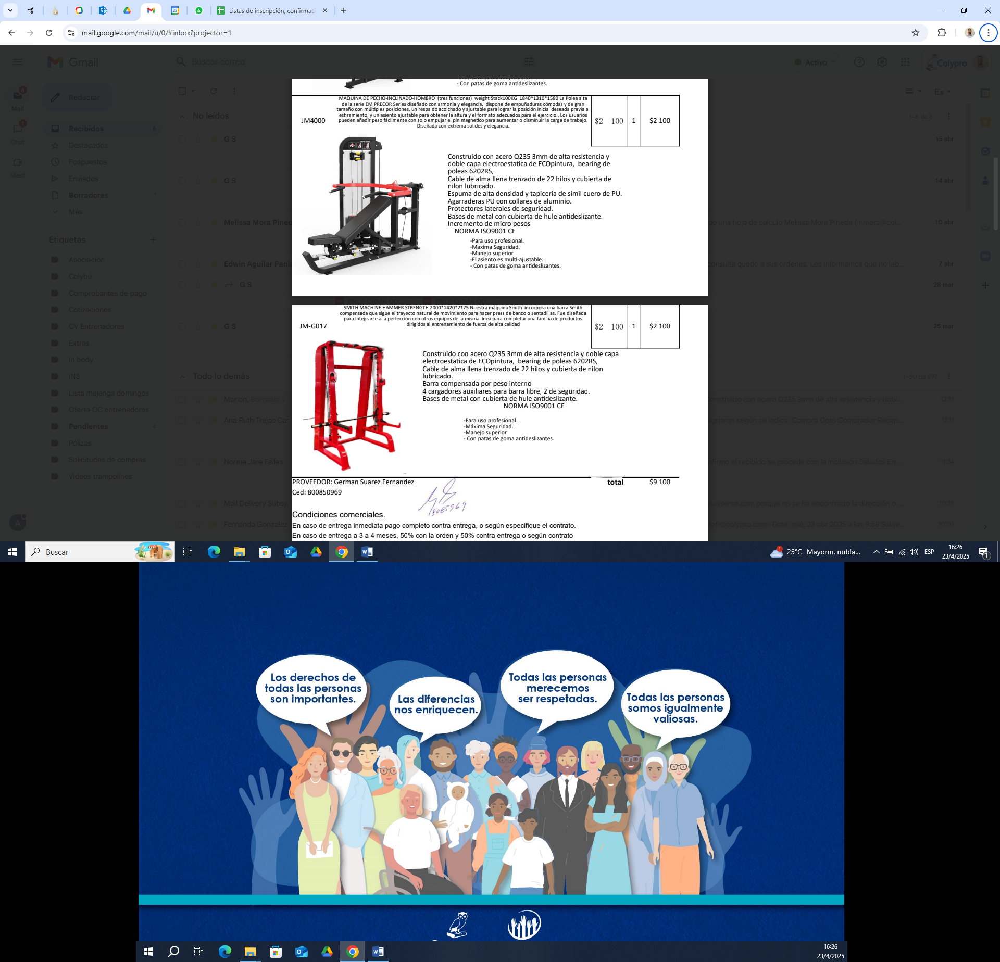 Listas de inscripción, confirmac
mail.google.com/mail/u/0/#inbox?projector=1
Gmail
Buscar correo
Activo
Colypro
Redactar
Es
Mail
6
Chat
1
Meet
No leídos
1–6 de 6
Recibidos 6
Destacados
Pospuestos
Enviados
Borradores 1
Más
G S 15 abr
G S 14 abr
Melissa Mora Pined
do una hoja de cálculo Melissa Mora Pineda (mmora@col... 10 abr
Edwin Aguilar Pania
consulta quedo a sus órdenes. Les informamos que no lab... 7 abr
G S 28 mar
G S 25 mar
Etiquetas
Asociación
Colybú
Comprobantes de pago
Cotizaciones
CV Entrenadores
Extras
In body
INS
Lista mejenga domingos
Oferta OC entrenadores
Pendientes 4
Pólizas
Solicitudes de compras
Videos trampolines
Todo lo demás
1–50 de 897
Marlon, Borrador 2
onstruido con acero Q235 3mm de alta resistencia y dobl... 12:51
Ana Ruth Trejos Car.
ignaron según se indica. Compra Dpto Comprador Recep... 12:11
Norma Jara Fallas
nfirmo el recibido se procede con la inclusión Saludos En ... 11:34
Mail Delivery Subsy.
uniserse.com porque no se ha encontrado la dirección o... 10:35
Fernanda González
teti@colypro.com> Date: mié, 23 abr 2025 a las 9:58 Subje... 10:03
- Con patas de goma antideslizantes.
JM4000
MAQUINA DE PECHO-INCLINADO-HOMBRO (tres funciones) weight Stack100KG 1840*1310*1580 La Polea alta
de la serie EM PRECOR Series diseñado con armonia y elegancia, dispone de empuñaduras cómodas y de gran
tamaño con múltiples posiciones, un respaldo acolchado y ajustable para lograr la posición inicial deseada previa al
estiramiento, y un asiento ajustable para obtener la altura y el formato adecuados para el ejercicio.. Los usuarios
pueden añadir peso fácilmente con solo empujar el pin magnetico para aumentar o disminuir la carga de trabajo.
Diseñada con extrema solides y elegancia.
$2 100 1 $2 100
Construido con acero Q235 3mm de alta resistencia y
doble capa electroestatica de ECOpintura, bearing de
poleas 6202RS,
Cable de alma llena trenzado de 22 hilos y cubierta de
nilon lubricado.
Espuma de alta densidad y tapiceria de simil cuero de PU.
Agarraderas PU con collares de aluminio.
Protectores laterales de seguridad.
Bases de metal con cubierta de hule antideslizante.
Incremento de micro pesos
NORMA ISO9001 CE
-Para uso profesional.
-Máxima Seguridad.
-Manejo superior.
-El asiento es multi-ajustable.
- Con patas de goma antideslizantes.
JM-G017
SMITH MACHINE HAMMER STRENGTH 2000*1420*2175 Nuestra máquina Smith incorpora una barra Smith
compensada que sigue el trayecto natural de movimiento para hacer press de banco o sentadillas. Fue diseñada
para integrarse a la perfección con otros equipos de la misma línea para completar una familia de productos
dirigidos al entrenamiento de fuerza de alta calidad
$2 100 1 $2 100
Construido con acero Q235 3mm de alta resistencia y doble capa
electroestatica de ECOpintura, bearing de poleas 6202RS,
Cable de alma llena trenzado de 22 hilos y cubierta de nilon
lubricado.
Barra compensada por peso interno
4 cargadores auxiliares para barra libre, 2 de seguridad.
Bases de metal con cubierta de hule antideslizante.
NORMA ISO9001 CE
-Para uso profesional.
-Máxima Seguridad.
-Manejo superior.
- Con patas de goma antideslizantes.
PROVEEDOR: German Suarez Fernandez
total $9 100
Ced: 800850969
Condiciones comerciales.
En caso de entrega inmediata pago completo contra entrega, o según especifique el contrato.
En caso de entrega a 3 a 4 meses, 50% con la orden y 50% contra entrega o según contrato
Buscar
25°C Mayorm. nubla...
ESP
16:26
23/4/2025
Los derechos de
todas las personas
son importantes.
Las diferencias
nos enriquecen.
Todas las personas
merecemos
ser respetadas.
Todas las personas
somos igualmente
valiosas.
16:26
23/4/2025